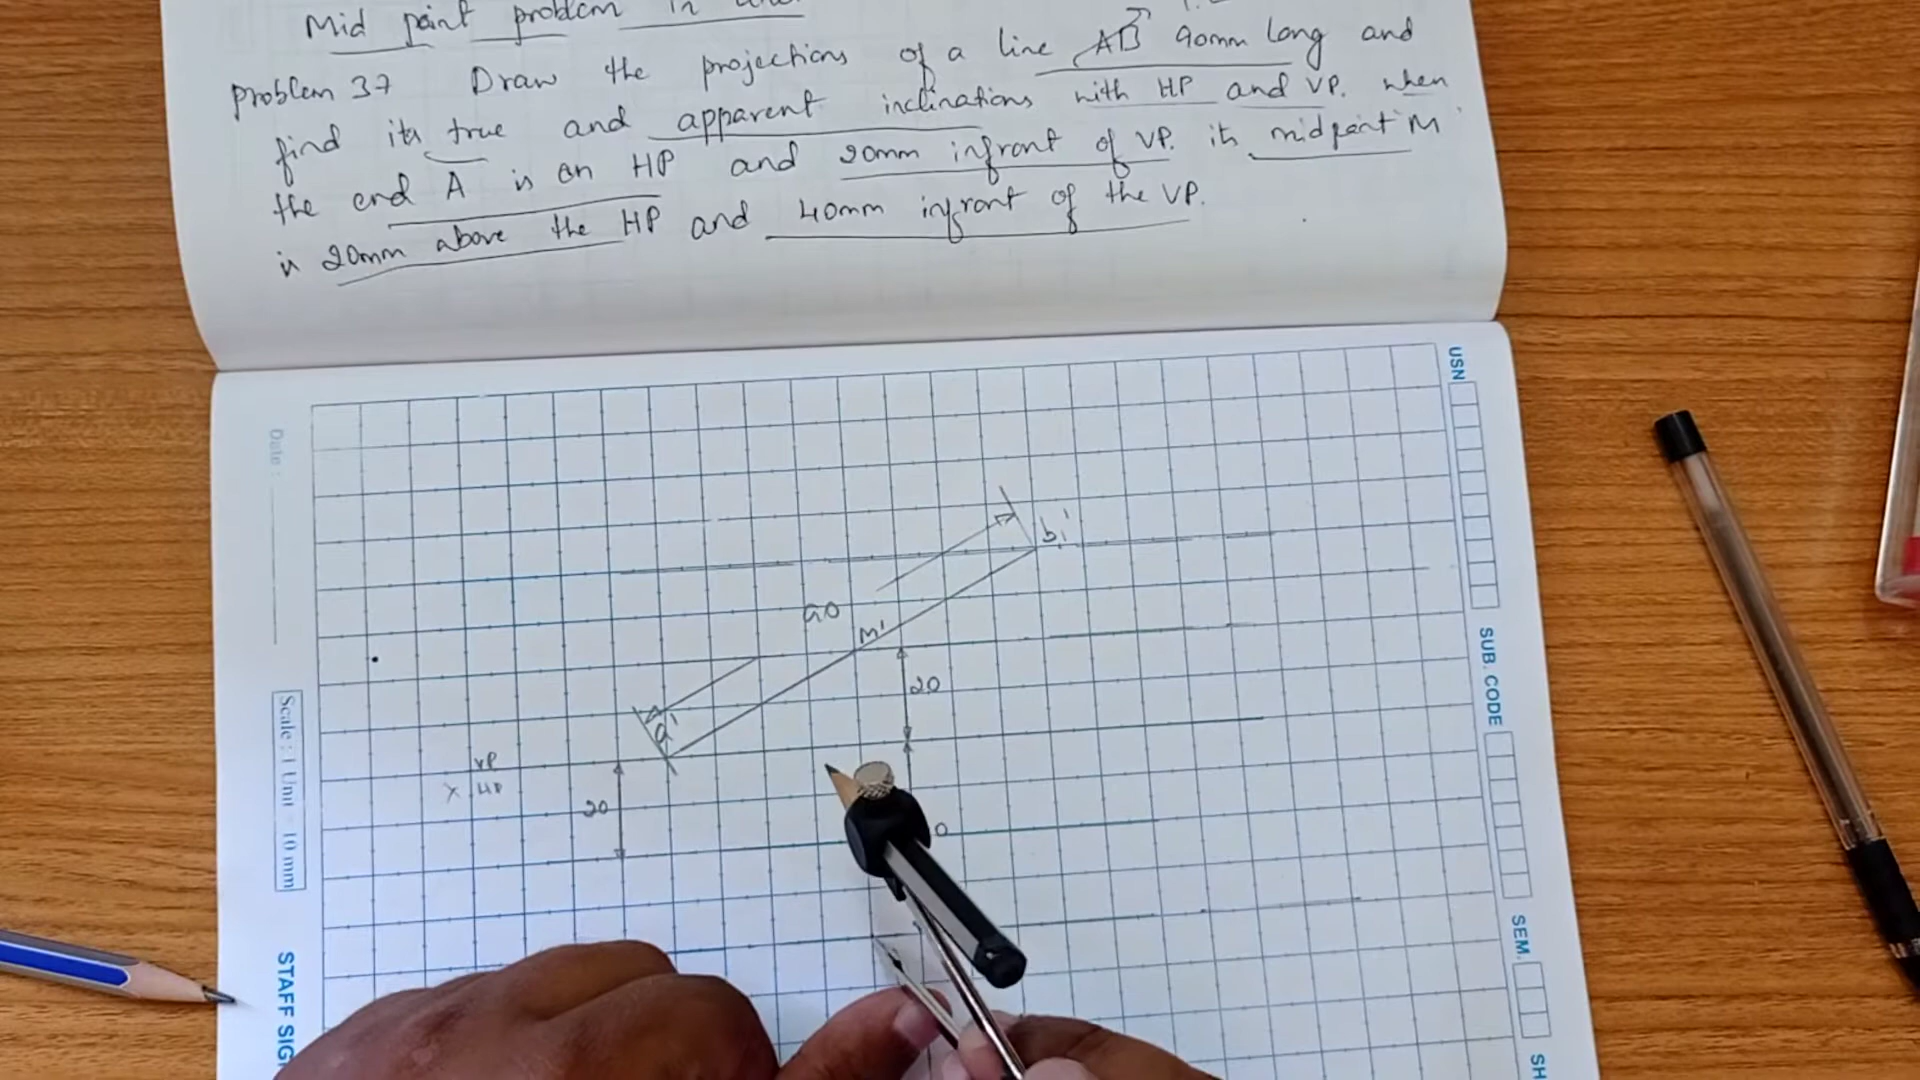 Mid point problem in
problem 37 Draw the projections of a line AB 90mm long and
find its true and apparent inclinations with HP and VP. when
the end A is on HP and 20mm infront of VP. its midpoint M
is 20mm above the HP and 40mm infront of the VP.
USN
Date :
b1'
90
M'
SUB. CODE
20
a'
VP
X HP
20
Scale : 1 Unit = 10 mm
SEM.
STAFF SIG
SH